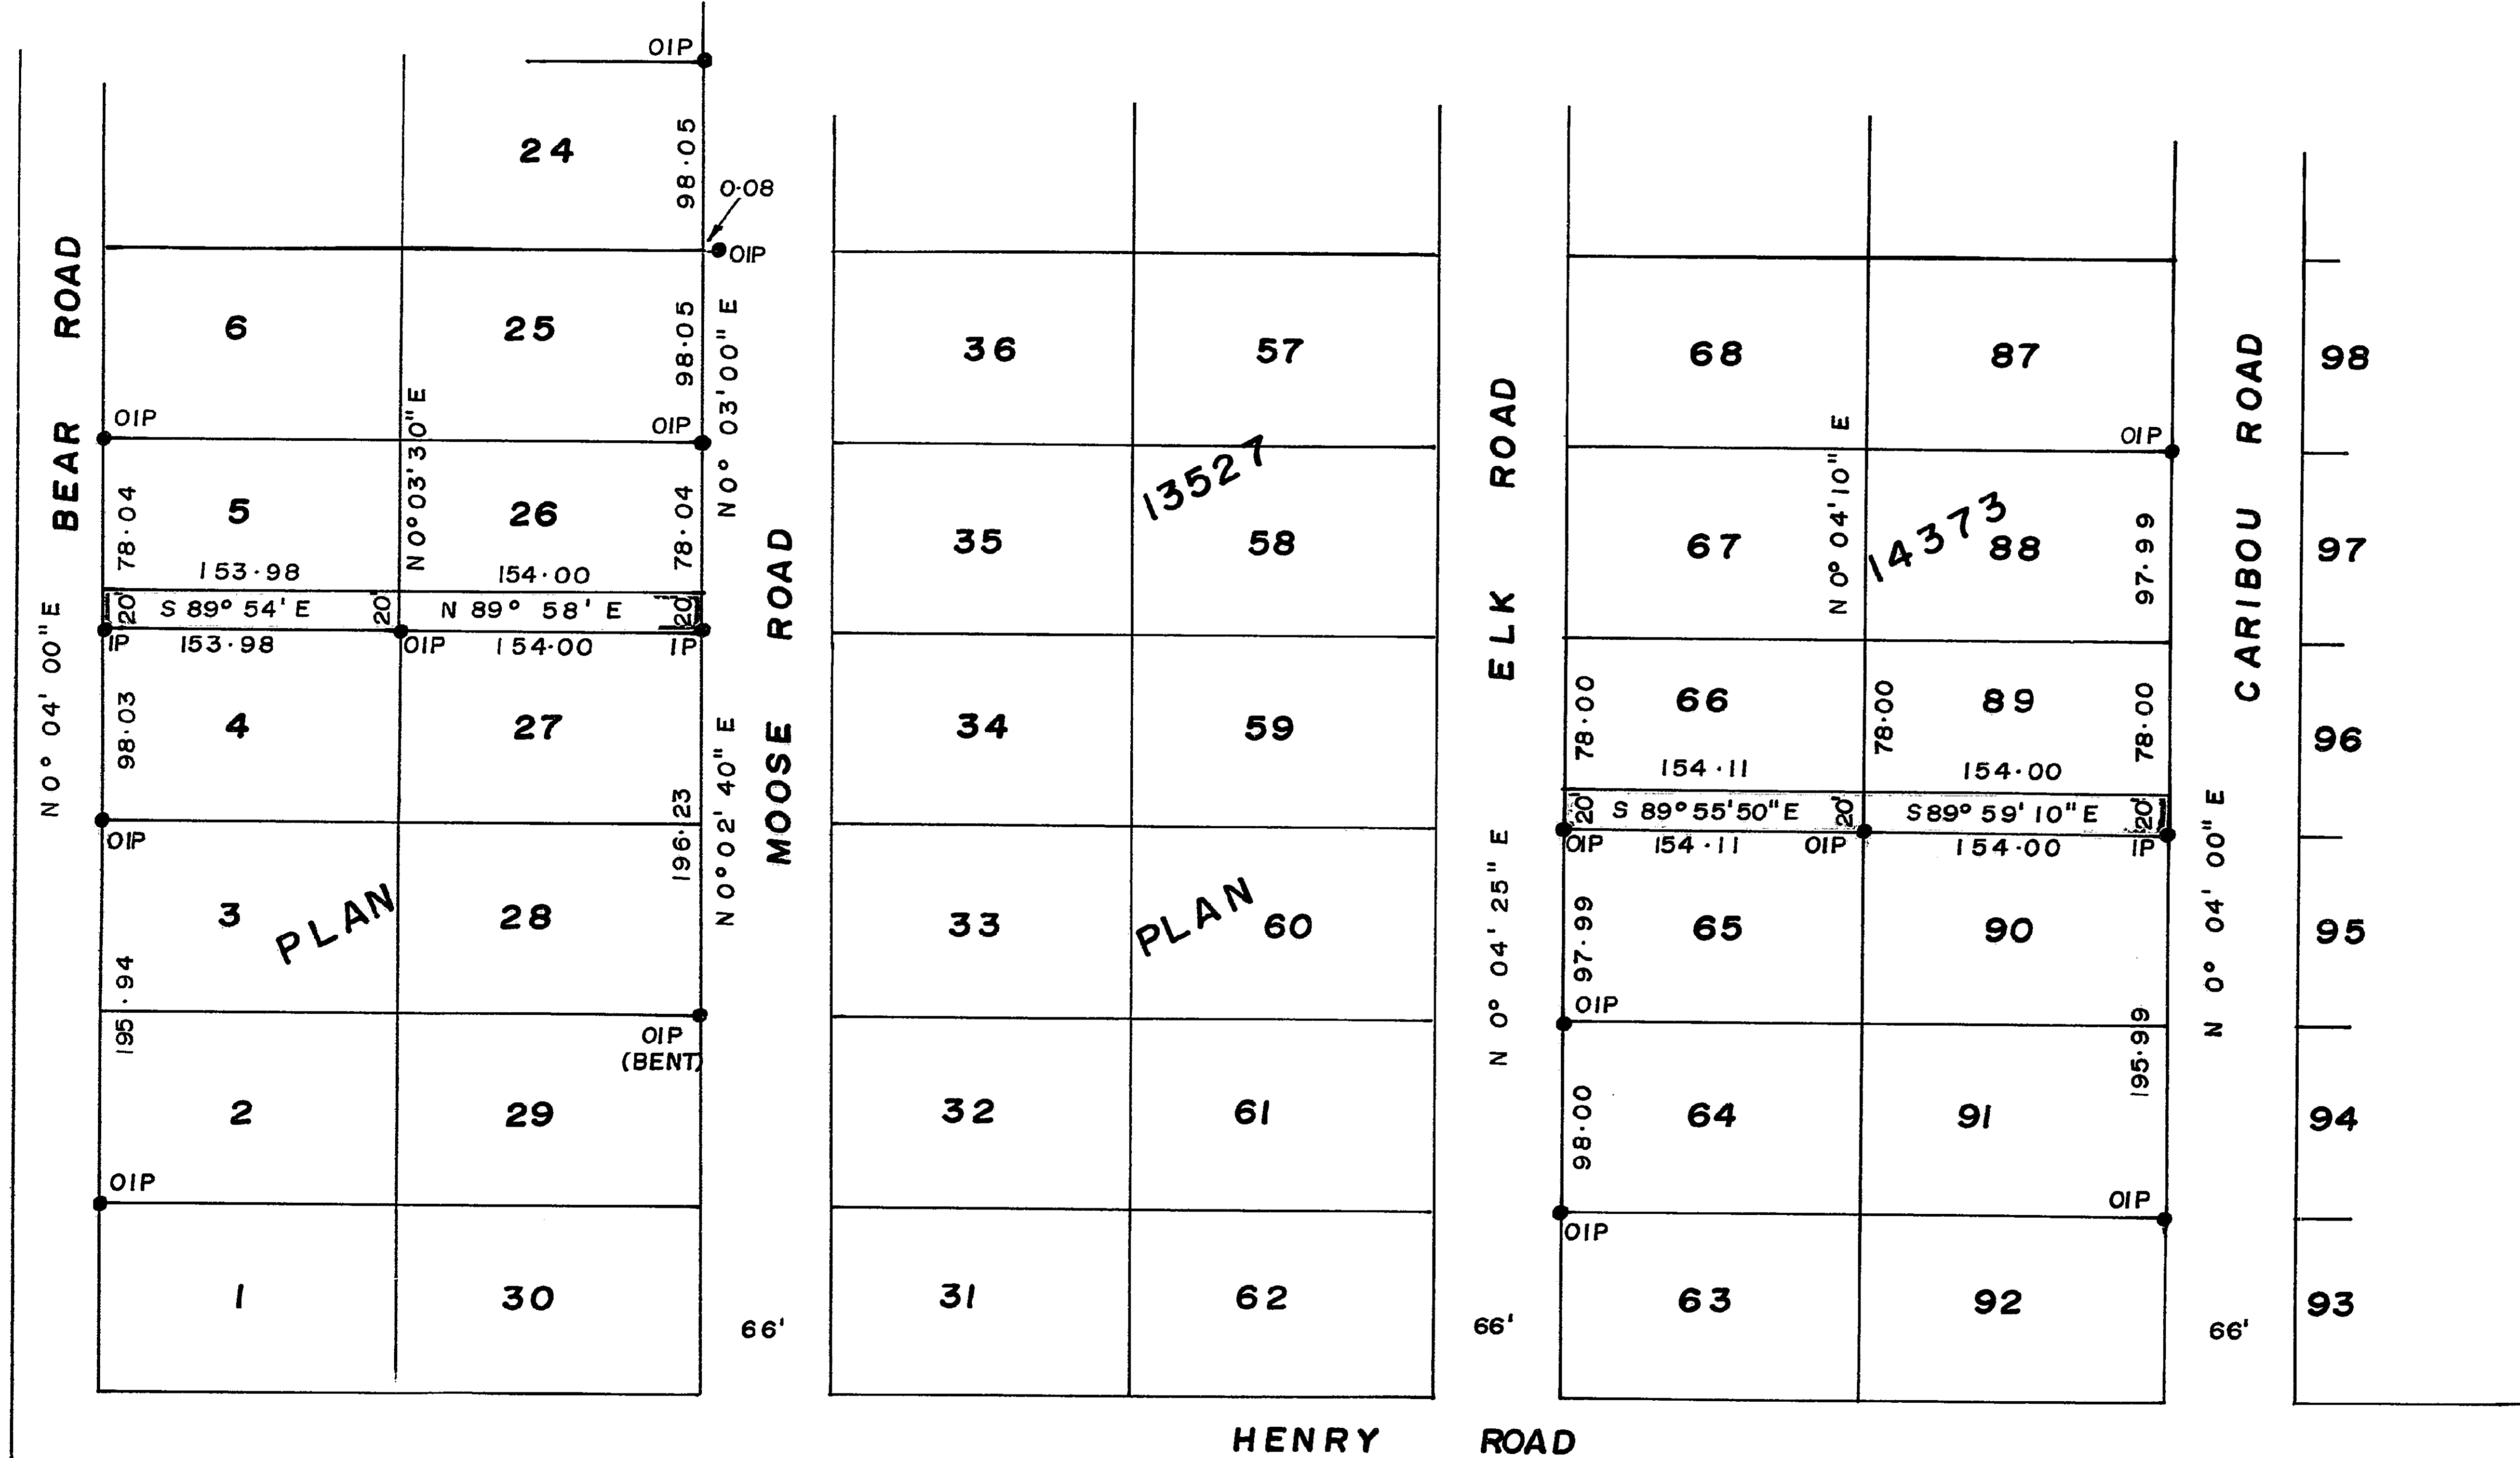 OIP
24
98.05
0.08
OIP
BEAR ROAD
6
25
98.05
N 0° 03' 00" E
36
57
68
87
98
OIP
OIP
OIP
N 0° 03' 30" E
5
26
78.04
78.04
153.98
154.00
20'
S 89° 54' E
20'
N 89° 58' E
20'
IP
153.98
OIP
154.00
IP
N 0° 04' 00" E
MOOSE ROAD
35
13527
58
ELK ROAD
67
N 0° 04' 10" E
14373
88
97.99
CARIBOU ROAD
97
98.03
4
27
34
59
78.00
66
78.00
89
78.00
96
154.11
154.00
20'
S 89° 55' 50" E
20'
S 89° 59' 10" E
20'
OIP
154.11
OIP
154.00
IP
OIP
196.23
N 0° 02' 40" E
N 0° 04' 25" E
N 0° 04' 00" E
3
PLAN
28
33
PLAN
60
97.99
65
90
95
195.94
OIP
OIP
(BENT)
195.99
2
29
32
61
98.00
64
91
94
OIP
OIP
OIP
1
30
66'
31
62
66'
63
92
66'
93
HENRY ROAD